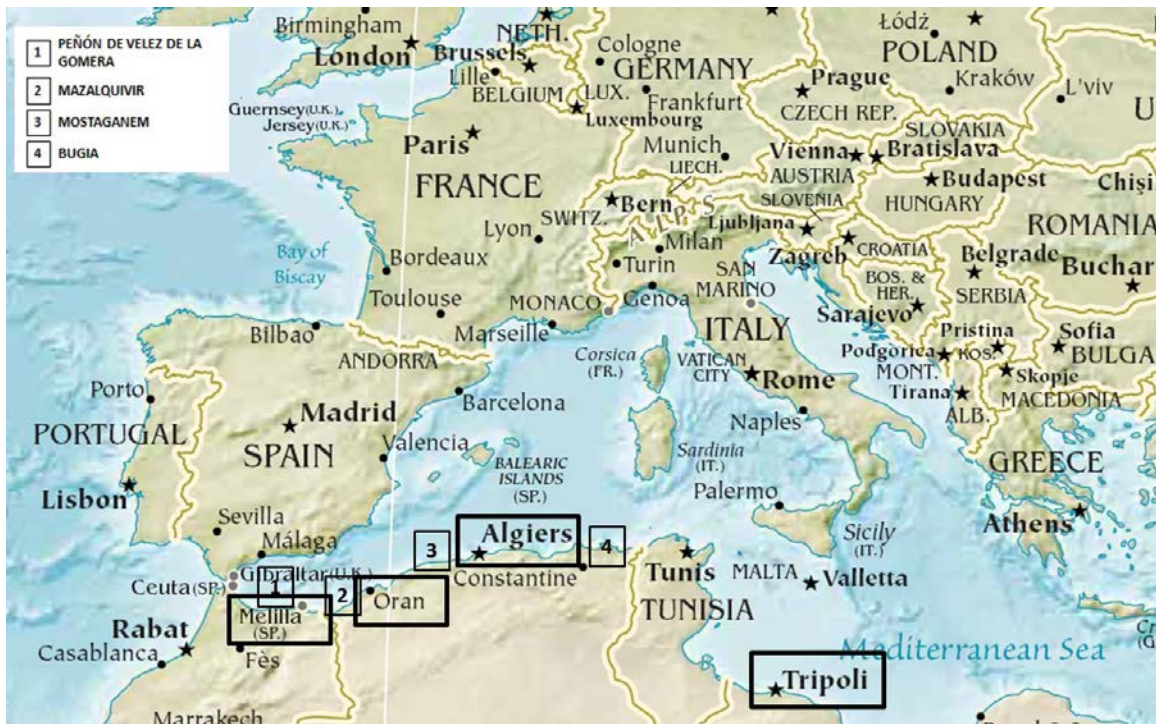 1 PEÑÓN DE VELEZ DE LA
GOMERA
2 MAZALQUIVIR
3 MOSTAGANEM
4 BUGIA
Birmingham
London
NETH.
Brussels
Lille
BELGIUM
LUX.
Luxembourg
Cologne
GERMANY
Frankfurt
Munich
LIECH.
Łódź
POLAND
Prague
Kraków
L'viv
CZECH REP.
SLOVAKIA
U
Guernsey (U.K.)
Jersey (U.K.)
Paris
FRANCE
Vienna
Bratislava
AUSTRIA
Budapest
HUNGARY
Chişi
SWITZ.
Bern
ALPS
SLOVENIA
Ljubljana
Zagreb
CROATIA
ROMANIA
Lyon
Milan
Turin
Belgrade
Buchar
Bay of
Biscay
Bordeaux
SAN
MARINO
BOS. &
HER.
SERBIA
Sarajevo
Toulouse
MONACO
Genoa
Marseille
ITALY
Pristina
KOS.
Sofia
BULGA
Bilbao
ANDORRA
Corsica
(FR.)
VATICAN
CITY
Rome
Podgorica
MONT.
Skopje
Tirana
ALB.
MACEDONIA
Porto
Madrid
Barcelona
Naples
PORTUGAL
SPAIN
Valencia
BALEARIC
ISLANDS
(SP.)
Sardinia
(IT.)
GREECE
Lisbon
Palermo
Athens
Sevilla
Málaga
Sicily
(IT.)
3
Algiers
4
Gibraltar (U.K.)
Ceuta (SP.)
1
2
Constantine
Tunis
MALTA
Valletta
Melilla
(SP.)
Oran
TUNISIA
Rabat
Casablanca
Fès
Mediterranean Sea
Tripoli
Marrakech